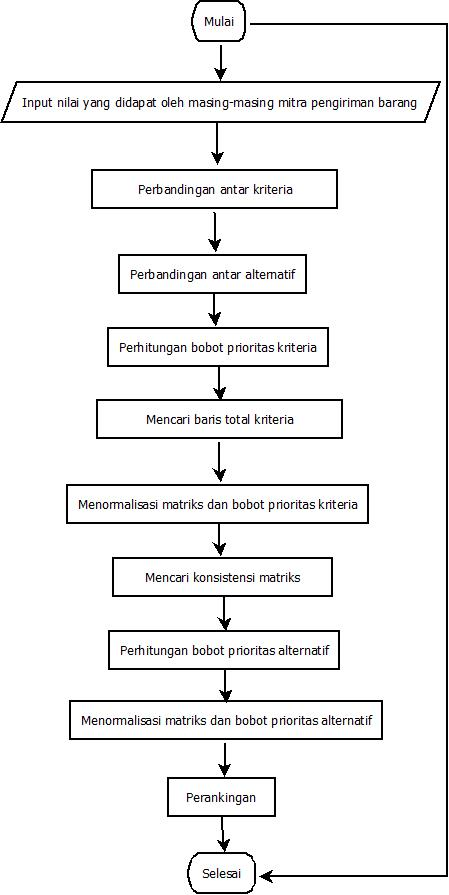 Mulai
Input nilai yang didapat oleh masing-masing mitra pengiriman barang
Perbandingan antar kriteria
Perbandingan antar alternatif
Perhitungan bobot prioritas kriteria
Mencari baris total kriteria
Menormalisasi matriks dan bobot prioritas kriteria
Mencari konsistensi matriks
Perhitungan bobot prioritas alternatif
Menormalisasi matriks dan bobot prioritas alternatif
Perankingan
Selesai